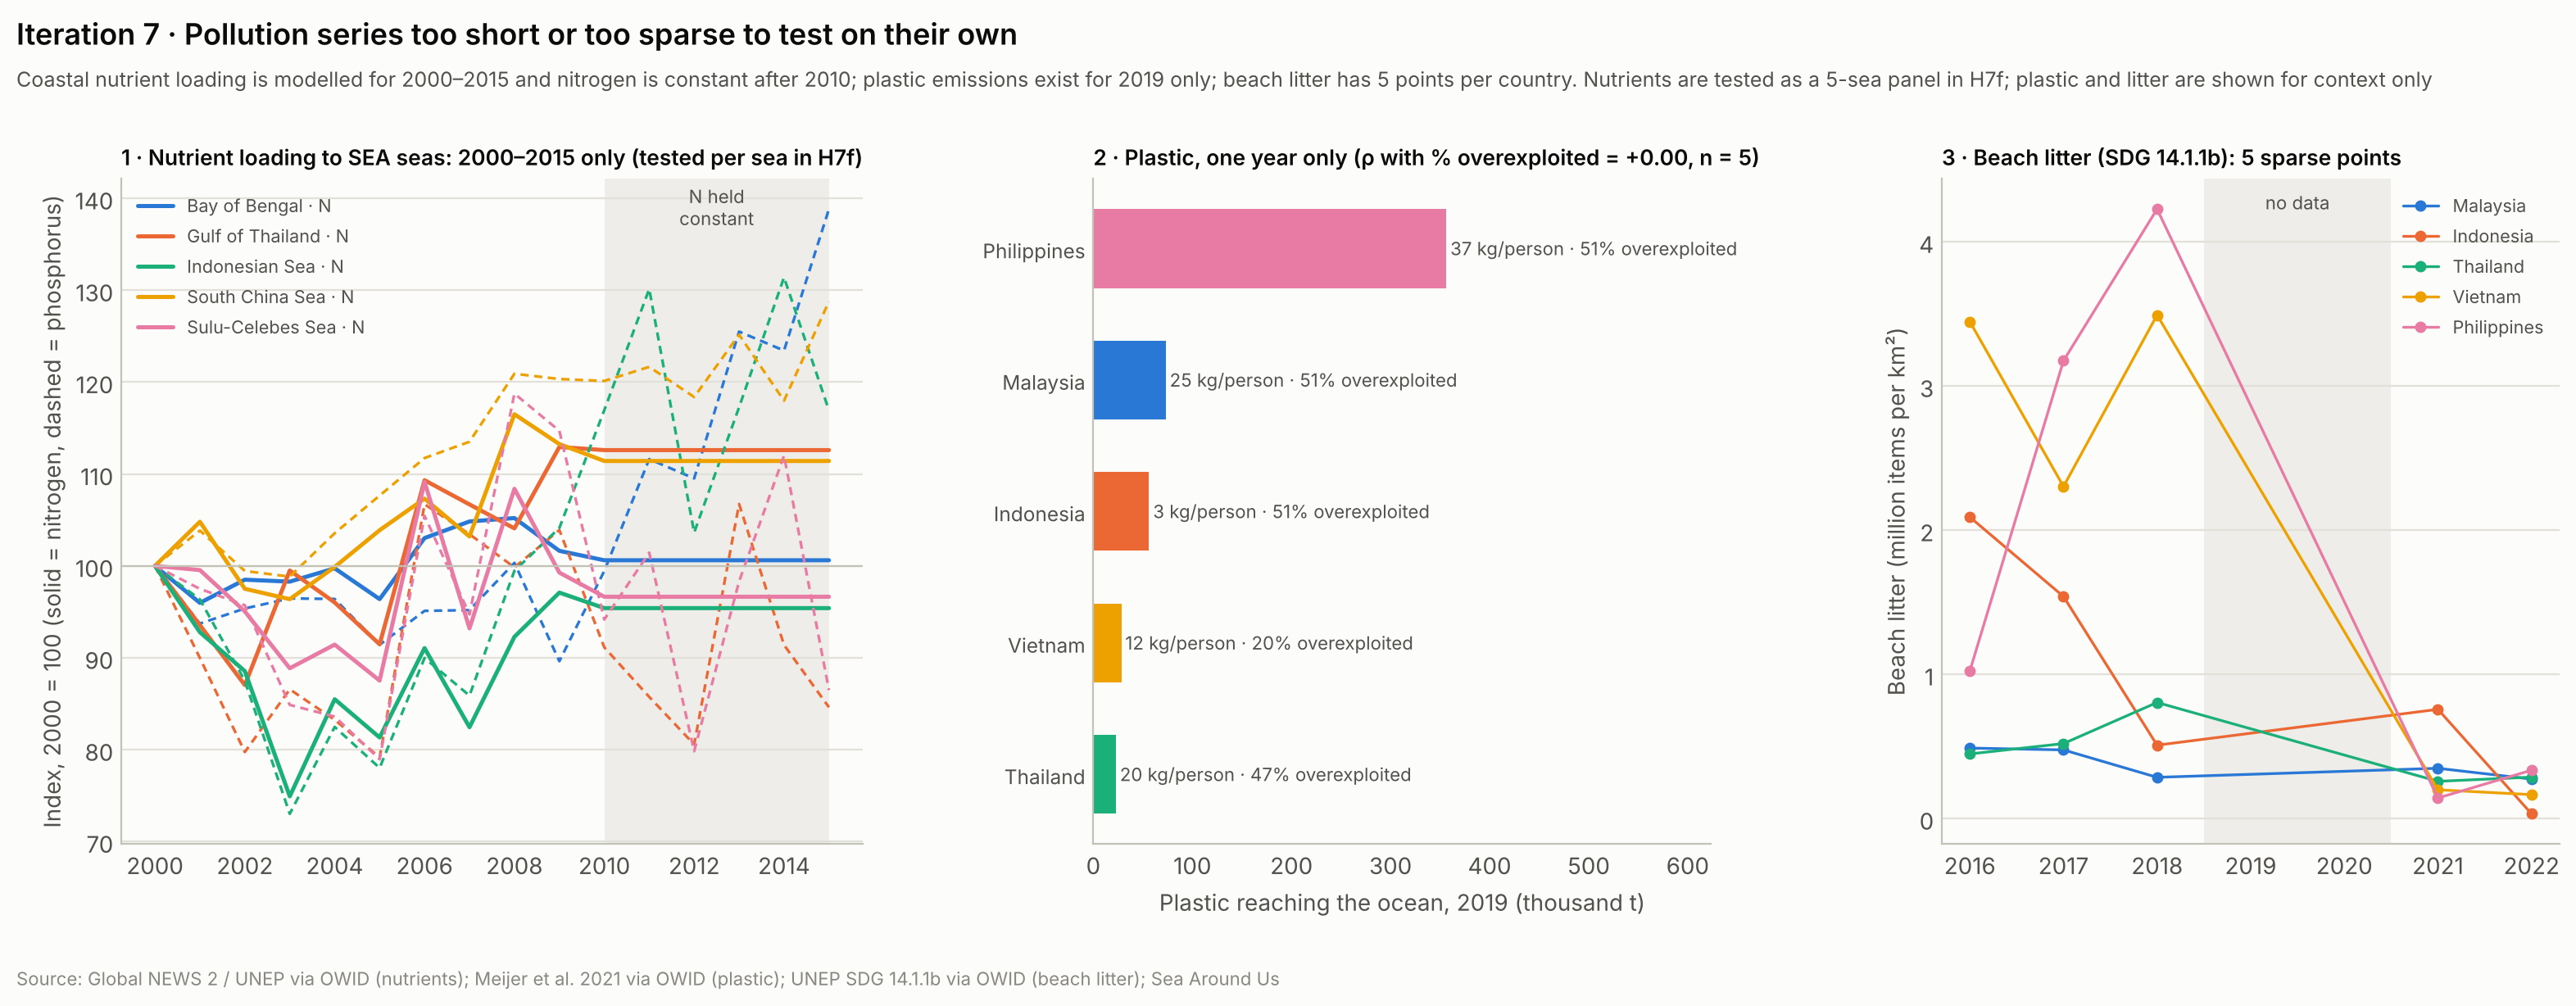 Iteration 7 · Pollution series too short or too sparse to test on their own
Coastal nutrient loading is modelled for 2000–2015 and nitrogen is constant after 2010; plastic emissions exist for 2019 only; beach litter has 5 points per country. Nutrients are tested as a 5-sea panel in H7f; plastic and litter are shown for context only
1 · Nutrient loading to SEA seas: 2000–2015 only (tested per sea in H7f)
Index, 2000 = 100 (solid = nitrogen, dashed = phosphorus)
140
130
120
110
100
90
80
70
Bay of Bengal · N
Gulf of Thailand · N
Indonesian Sea · N
South China Sea · N
Sulu-Celebes Sea · N
N held
constant
2000 2002 2004 2006 2008 2010 2012 2014
2 · Plastic, one year only (ρ with % overexploited = +0.00, n = 5)
Philippines
37 kg/person · 51% overexploited
Malaysia
25 kg/person · 51% overexploited
Indonesia
3 kg/person · 51% overexploited
Vietnam
12 kg/person · 20% overexploited
Thailand
20 kg/person · 47% overexploited
0 100 200 300 400 500 600
Plastic reaching the ocean, 2019 (thousand t)
3 · Beach litter (SDG 14.1.1b): 5 sparse points
Beach litter (million items per km²)
4
3
2
1
0
no data
Malaysia
Indonesia
Thailand
Vietnam
Philippines
2016 2017 2018 2019 2020 2021 2022
Source: Global NEWS 2 / UNEP via OWID (nutrients); Meijer et al. 2021 via OWID (plastic); UNEP SDG 14.1.1b via OWID (beach litter); Sea Around Us